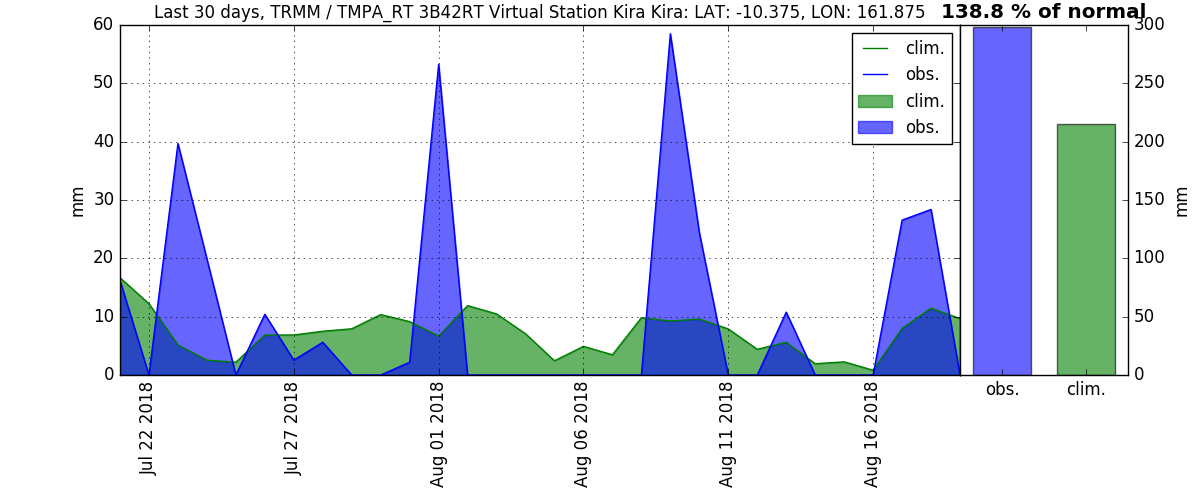 Last 30 days, TRMM / TMPA_RT 3B42RT Virtual Station Kira Kira: LAT: -10.375, LON: 161.875
138.8 % of normal
60
50
40
30
20
10
0
mm
clim.
obs.
clim.
obs.
Jul 22 2018
Jul 27 2018
Aug 01 2018
Aug 06 2018
Aug 11 2018
Aug 16 2018
300
250
200
150
100
50
0
mm
obs.
clim.